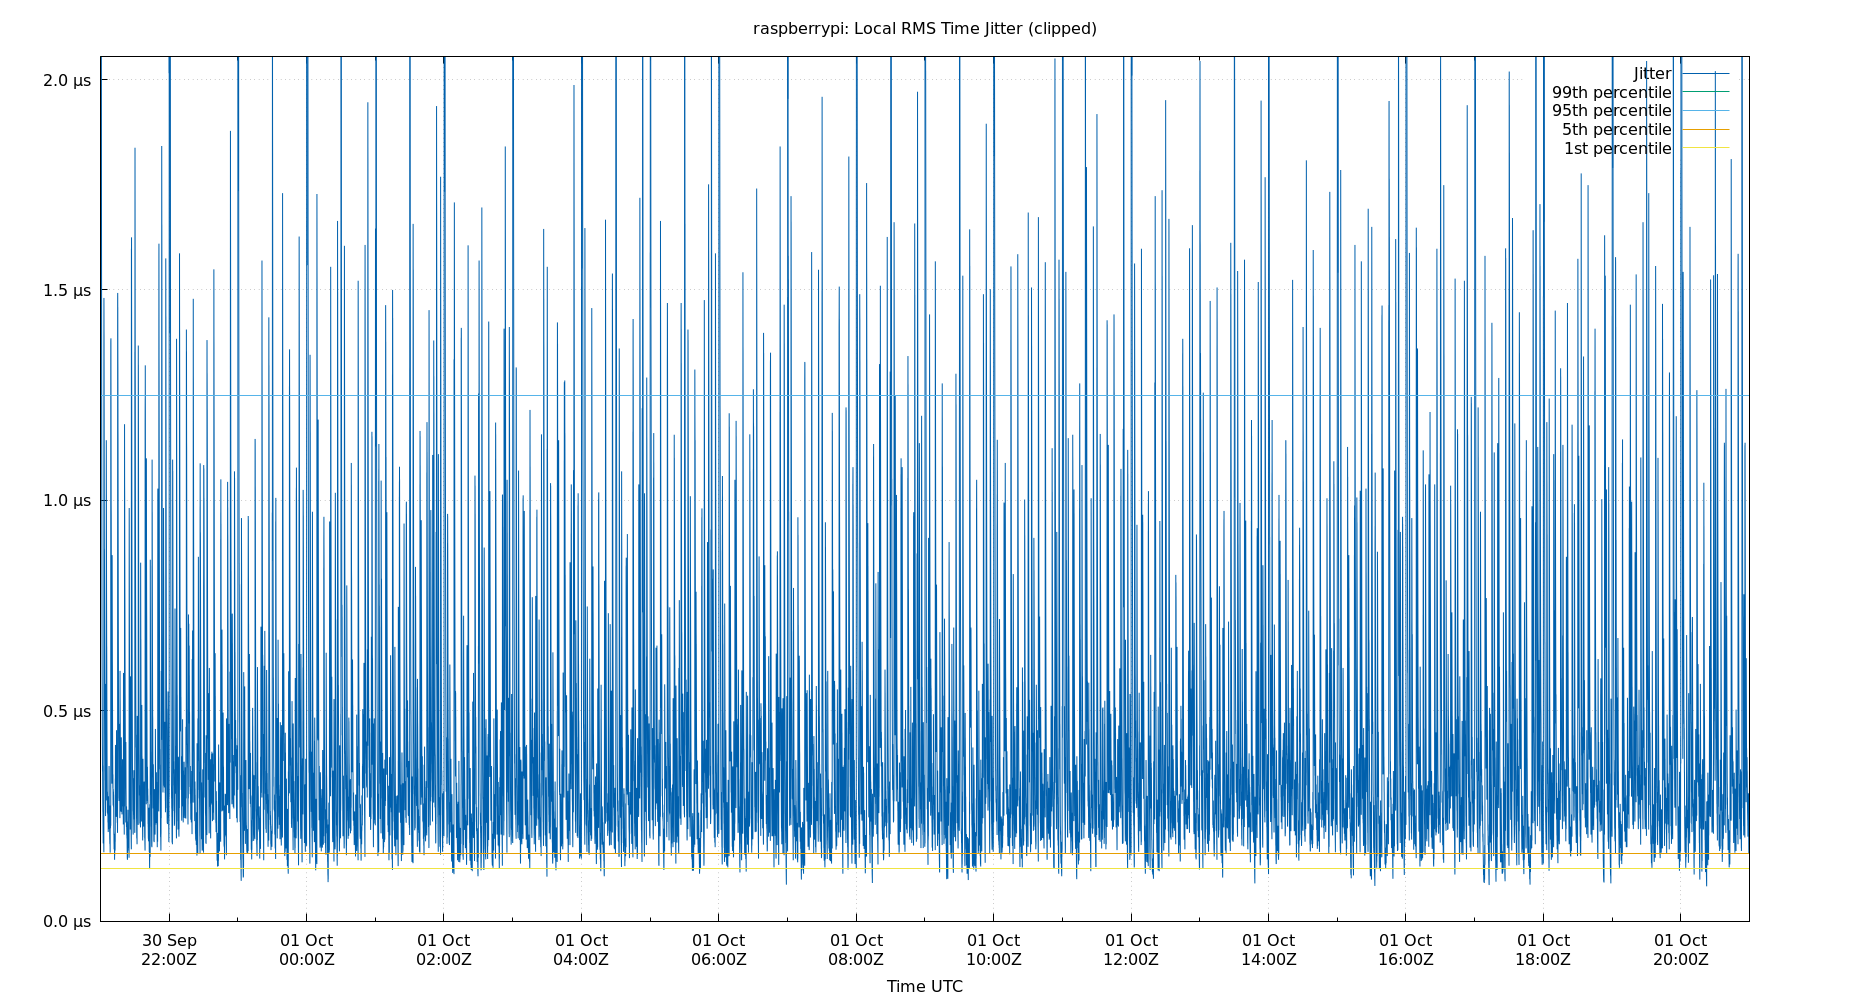 raspberrypi: Local RMS Time Jitter (clipped)
2.0 µs
1.5 µs
1.0 µs
0.5 µs
0.0 µs
Jitter
99th percentile
95th percentile
5th percentile
1st percentile
30 Sep 01 Oct 01 Oct 01 Oct 01 Oct 01 Oct 01 Oct 01 Oct 01 Oct 01 Oct 01 Oct 01 Oct
22:00Z 00:00Z 02:00Z 04:00Z 06:00Z 08:00Z 10:00Z 12:00Z 14:00Z 16:00Z 18:00Z 20:00Z
Time UTC